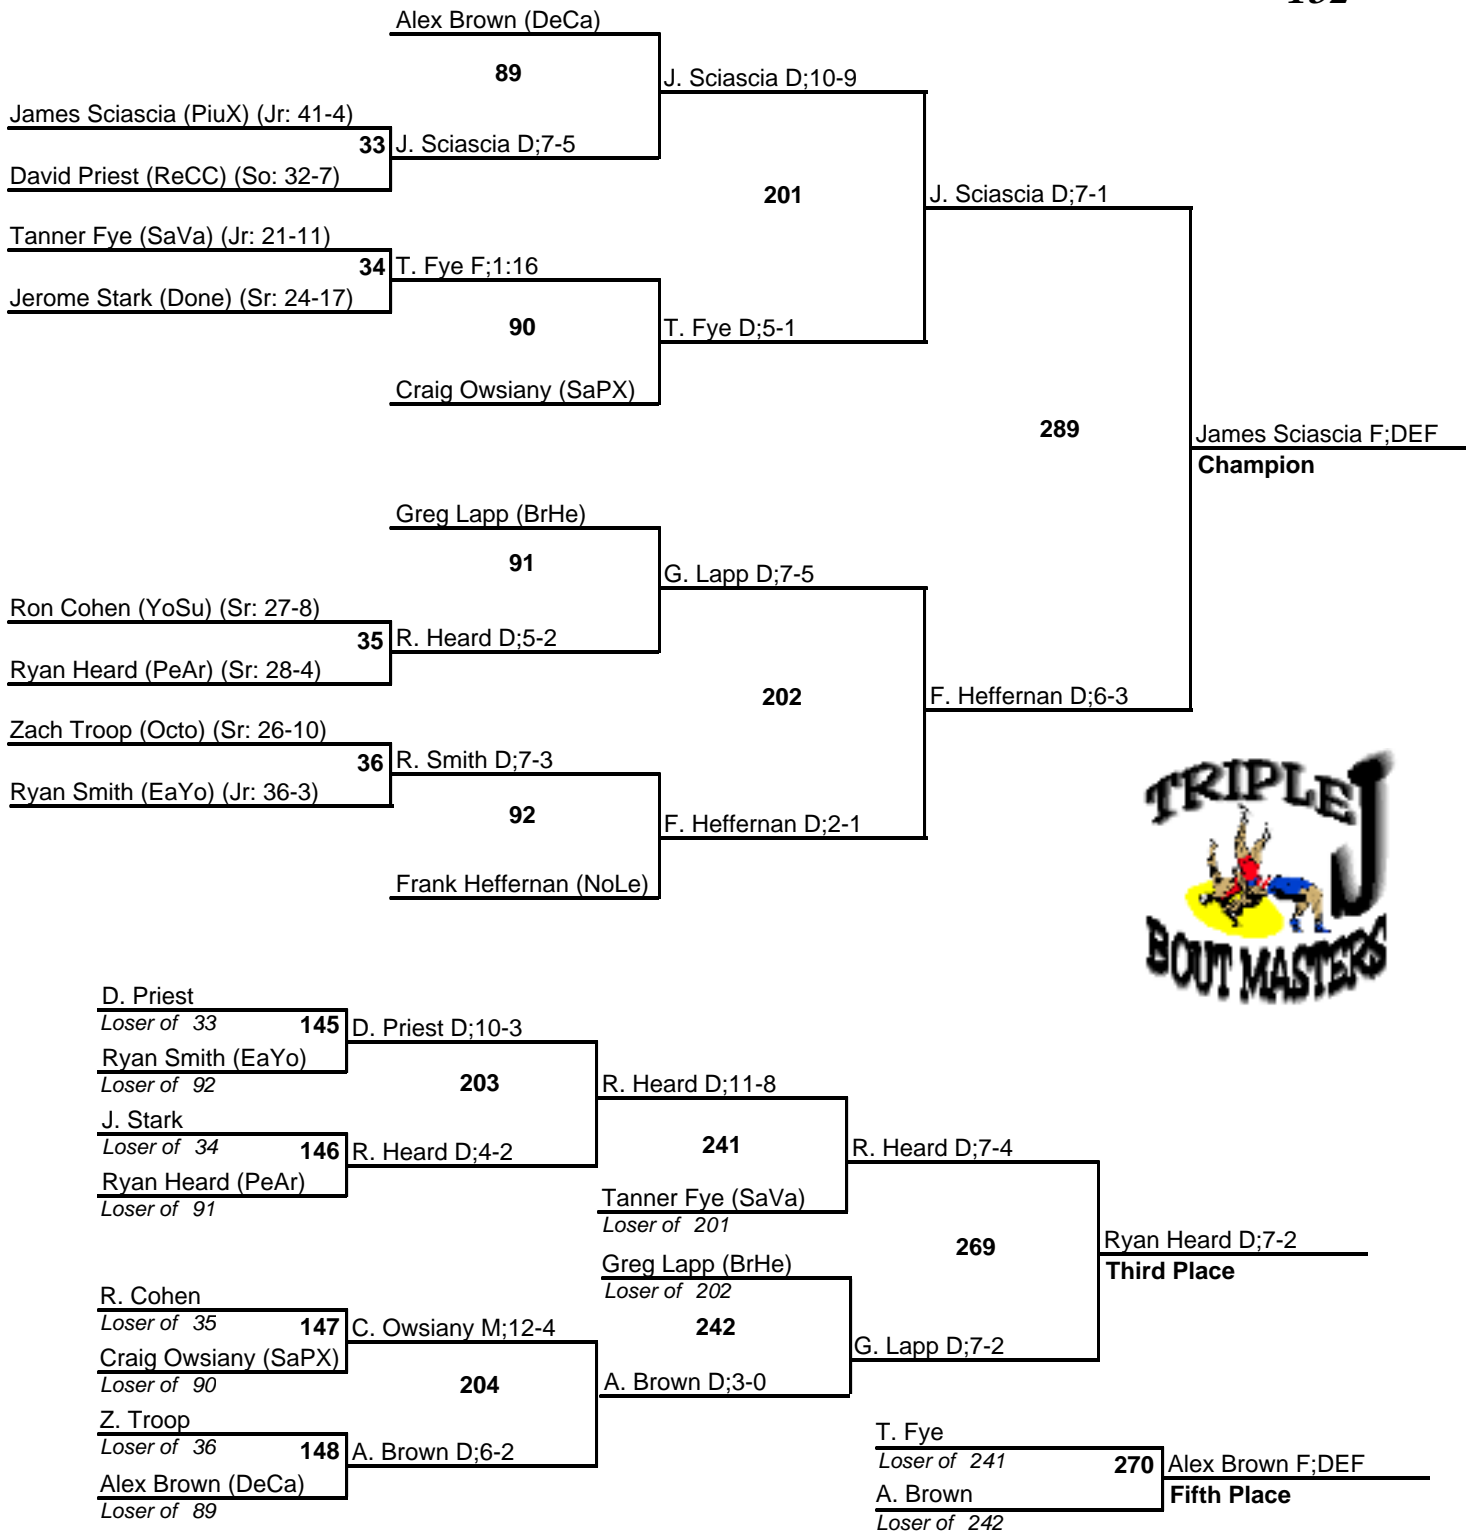 Alex Brown (DeCa)
89
J. Sciascia D;10-9
James Sciascia (PiuX) (Jr: 41-4)
33 J. Sciascia D;7-5
David Priest (ReCC) (So: 32-7)
201
J. Sciascia D;7-1
Tanner Fye (SaVa) (Jr: 21-11)
34 T. Fye F;1:16
Jerome Stark (Done) (Sr: 24-17)
90
T. Fye D;5-1
Craig Owsiany (SaPX)
289
James Sciascia F;DEF
Champion
Greg Lapp (BrHe)
91
G. Lapp D;7-5
Ron Cohen (YoSu) (Sr: 27-8)
35 R. Heard D;5-2
Ryan Heard (PeAr) (Sr: 28-4)
202
F. Heffernan D;6-3
Zach Troop (Octo) (Sr: 26-10)
36 R. Smith D;7-3
Ryan Smith (EaYo) (Jr: 36-3)
92
F. Heffernan D;2-1
Frank Heffernan (NoLe)
TRIPLE J
BOUT MASTERS
D. Priest
Loser of 33
145 D. Priest D;10-3
Ryan Smith (EaYo)
Loser of 92
203
R. Heard D;11-8
J. Stark
Loser of 34
146 R. Heard D;4-2
Ryan Heard (PeAr)
Loser of 91
241
R. Heard D;7-4
Tanner Fye (SaVa)
Loser of 201
269
Ryan Heard D;7-2
Third Place
Greg Lapp (BrHe)
Loser of 202
R. Cohen
Loser of 35
147 C. Owsiany M;12-4
242
G. Lapp D;7-2
Craig Owsiany (SaPX)
Loser of 90
204
A. Brown D;3-0
Z. Troop
Loser of 36
148 A. Brown D;6-2
Alex Brown (DeCa)
Loser of 89
T. Fye
Loser of 241
270 Alex Brown F;DEF
A. Brown
Fifth Place
Loser of 242